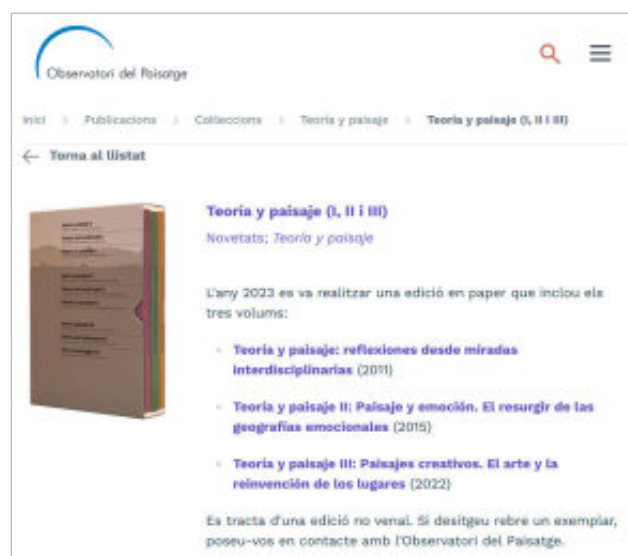 Observatori del Paisatge
Inici > Publicacions > Col·leccions > Teoría y paisaje > Teoría y paisaje (I, II i III)
← Torna al llistat
Teoría y paisaje (I, II i III)
Novetats; Teoría y paisaje
L'any 2023 es va realitzar una edició en paper que inclou els
tres volums:
Teoría y paisaje: reflexiones desde miradas
interdisciplinarias (2011)
Teoría y paisaje II: Paisaje y emoción. El resurgir de las
geografías emocionales (2015)
Teoría y paisaje III: Paisajes creativos. El arte y la
reinvención de los lugares (2022)
Es tracta d'una edició no venal. Si desitgeu rebre un exemplar,
poseu-vos en contacte amb l'Observatori del Paisatge.